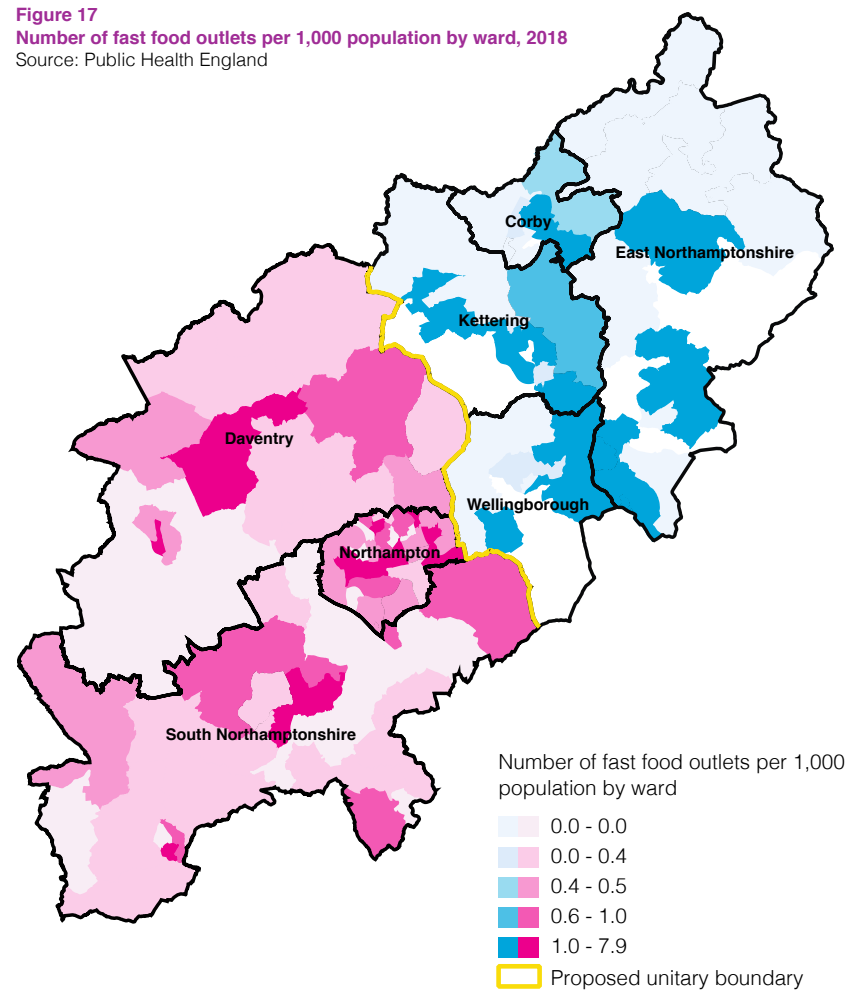 Figure 17
Number of fast food outlets per 1,000 population by ward, 2018
Source: Public Health England
Corby
East Northamptonshire
Kettering
Daventry
Wellingborough
Northampton
South Northamptonshire
Number of fast food outlets per 1,000
population by ward
0.0 - 0.0
0.0 - 0.4
0.4 - 0.5
0.6 - 1.0
1.0 - 7.9
Proposed unitary boundary